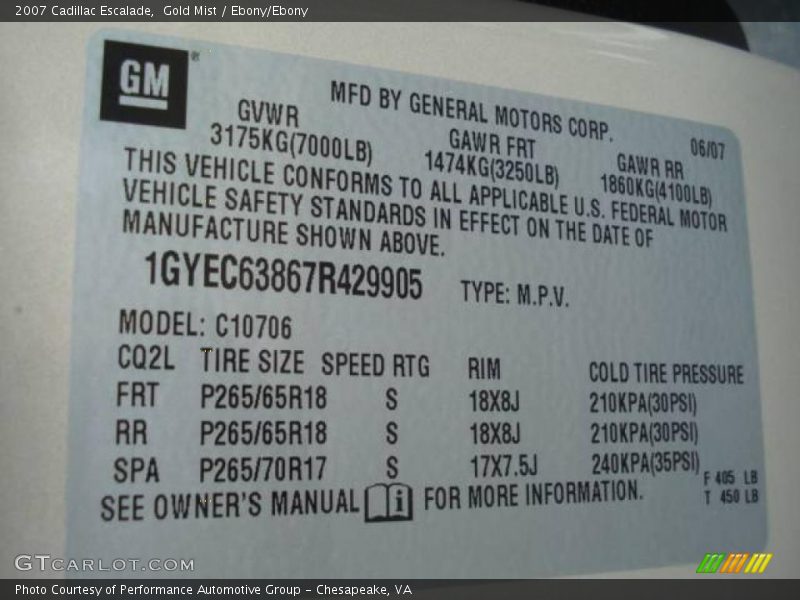 2007 Cadillac Escalade, Gold Mist / Ebony/Ebony
GM®
MFD BY GENERAL MOTORS CORP.
06/07
GVWR GAWR FRT GAWR RR
3175KG(7000LB) 1474KG(3250LB) 1860KG(4100LB)
THIS VEHICLE CONFORMS TO ALL APPLICABLE U.S. FEDERAL MOTOR
VEHICLE SAFETY STANDARDS IN EFFECT ON THE DATE OF
MANUFACTURE SHOWN ABOVE.
1GYEC63867R429905 TYPE: M.P.V.
MODEL: C10706
CQ2L TIRE SIZE SPEED RTG RIM COLD TIRE PRESSURE
FRT P265/65R18 S 18X8J 210KPA(30PSI)
RR P265/65R18 S 18X8J 210KPA(30PSI)
SPA P265/70R17 S 17X7.5J 240KPA(35PSI)
F 405 LB
T 450 LB
SEE OWNER'S MANUAL i FOR MORE INFORMATION.
GTCARLOT.COM
Photo Courtesy of Performance Automotive Group – Chesapeake, VA